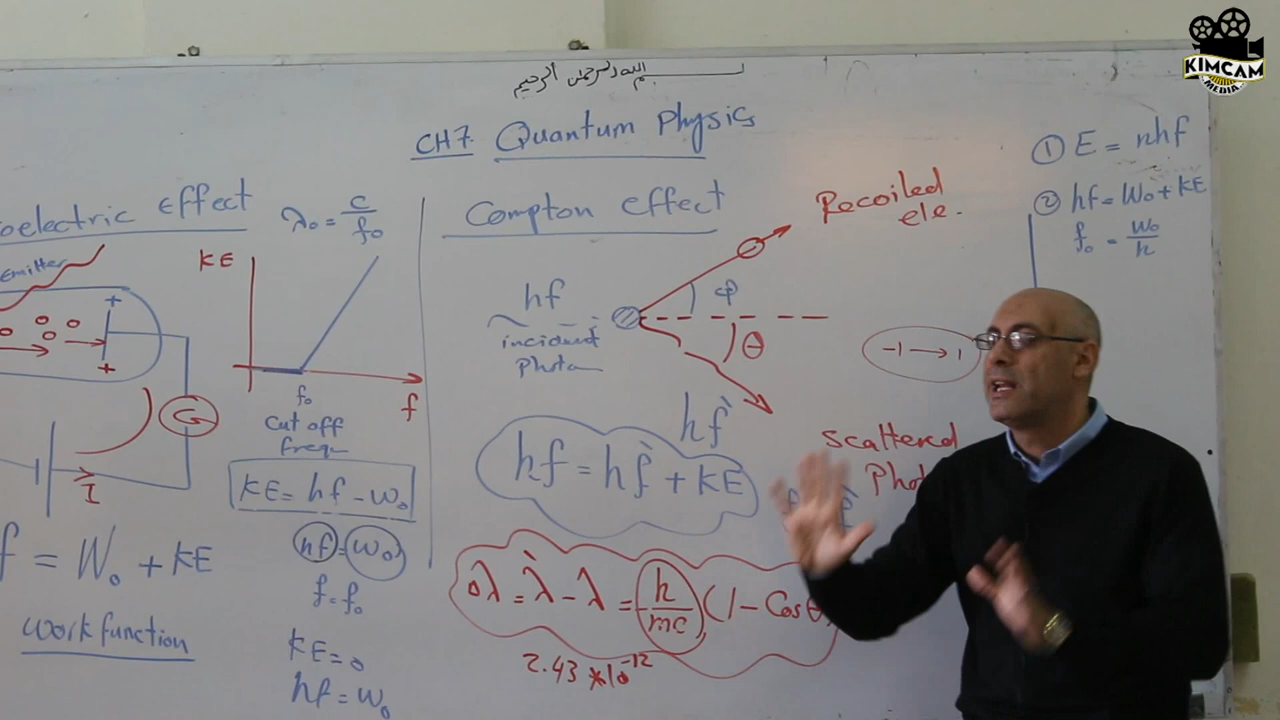 KIMCAM
MEDIA
بسم الله الرحمن الرحيم
CH7. Quantum Physics
oelectric effect
Emitter
+
+
G
I
f = W₀ + KE
work function
λ₀ = c/f₀
KE
f
f₀
Cut off
freq
KE = hf - w₀
hf = w₀
f = f₀
KE = 0
hf = w₀
Compton effect
Recoiled
ele.
hf
incident
Photon
φ
θ
hf̀
scattered
Phot
hf = hf̀ + KE
Δλ = λ̀ - λ = h/mc (1 - Cosθ
2.43 *10⁻¹²
① E = nhf
② hf = W₀ + KE
f₀ = W₀/h
-1 → 1